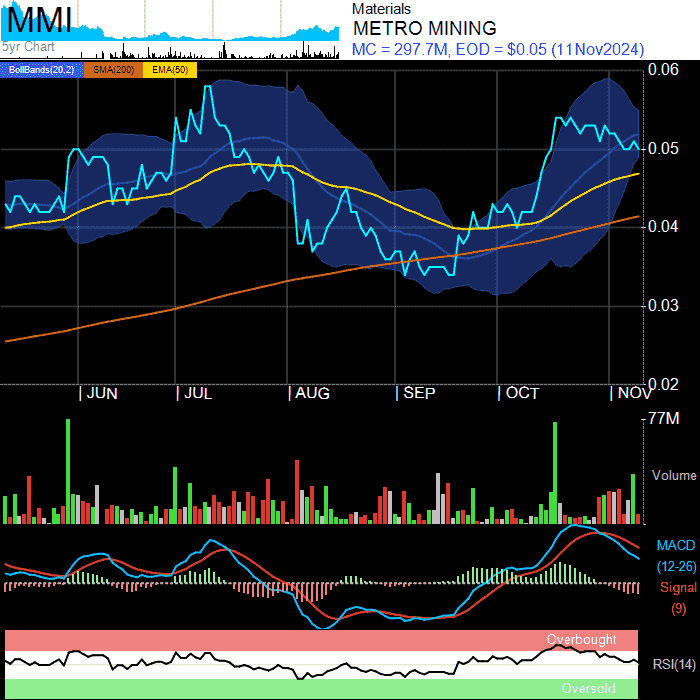 MMI
5yr Chart
Materials
METRO MINING
MC = 297.7M, EOD = $0.05 (11Nov2024)
BollBands(20,2) SMA(200) EMA(50)
0.06
0.05
0.04
0.03
0.02
JUN JUL AUG SEP OCT NOV
77M
Volume
MACD
(12-26)
Signal
(9)
Overbought
RSI(14)
Oversold